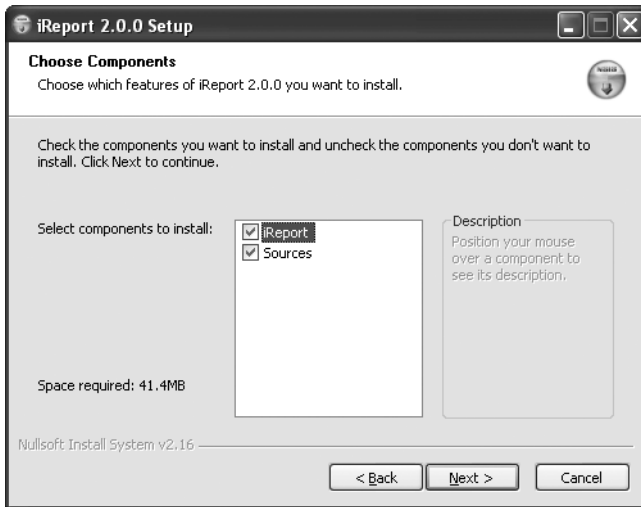 iReport 2.0.0 Setup
Choose Components
Choose which features of iReport 2.0.0 you want to install.
Check the components you want to install and uncheck the components you don't want to
install. Click Next to continue.
Select components to install:
iReport
Sources
Description
Position your mouse
over a component to
see its description.
Space required: 41.4MB
Nullsoft Install System v2.16
< Back
Next >
Cancel